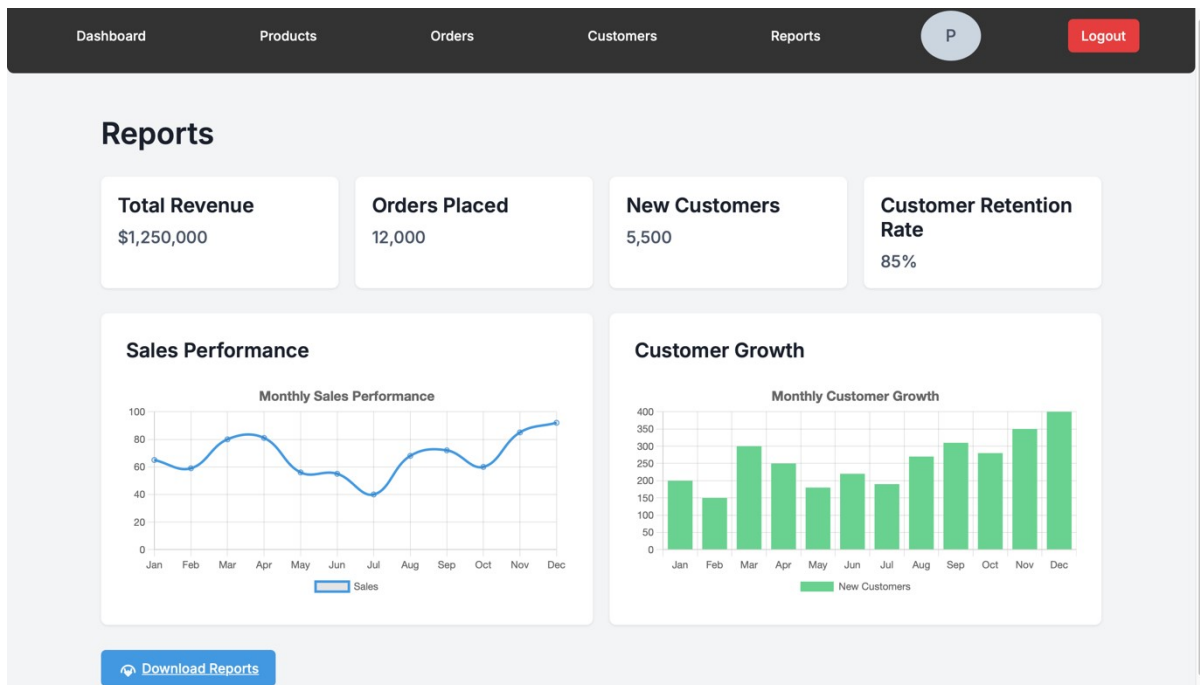 Dashboard Products Orders Customers Reports P Logout
Reports
Total Revenue
$1,250,000
Orders Placed
12,000
New Customers
5,500
Customer Retention
Rate
85%
Sales Performance
Monthly Sales Performance
100
80
60
40
20
0
Jan Feb Mar Apr May Jun Jul Aug Sep Oct Nov Dec
Sales
Customer Growth
Monthly Customer Growth
400
350
300
250
200
150
100
50
0
Jan Feb Mar Apr May Jun Jul Aug Sep Oct Nov Dec
New Customers
Download Reports